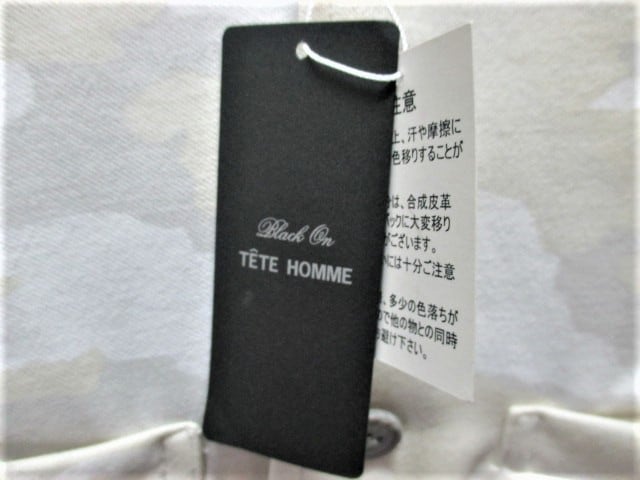 Black On
TÊTE HOMME
注意
上、汗や摩擦に
色移りすることが
は、合成皮革
バックに大変移り
がございます。
には十分ご注意
、多少の色落ちが
で他の物との同時
避け下さい。